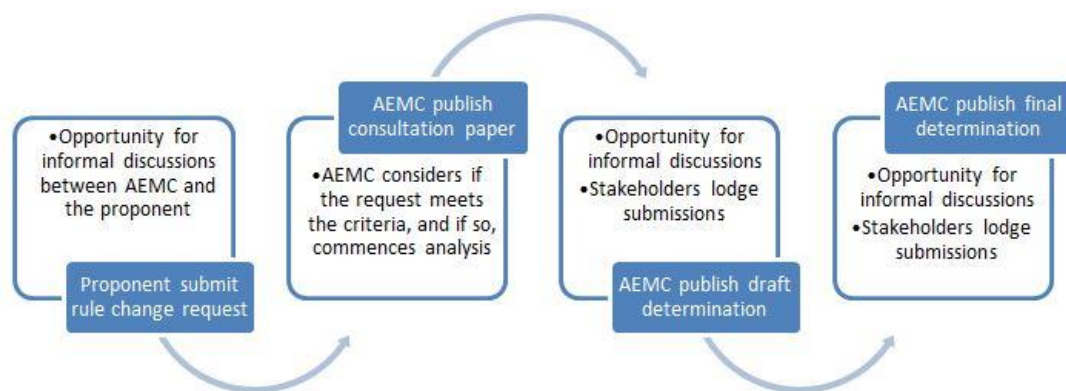 •Opportunity for
informal discussions
between AEMC and
the proponent
Proponent submit
rule change request
AEMC publish
consultation paper
•AEMC considers if
the request meets
the criteria, and if so,
commences analysis
•Opportunity for
informal discussions
•Stakeholders lodge
submissions
AEMC publish draft
determination
AEMC publish final
determination
•Opportunity for
informal discussions
•Stakeholders lodge
submissions